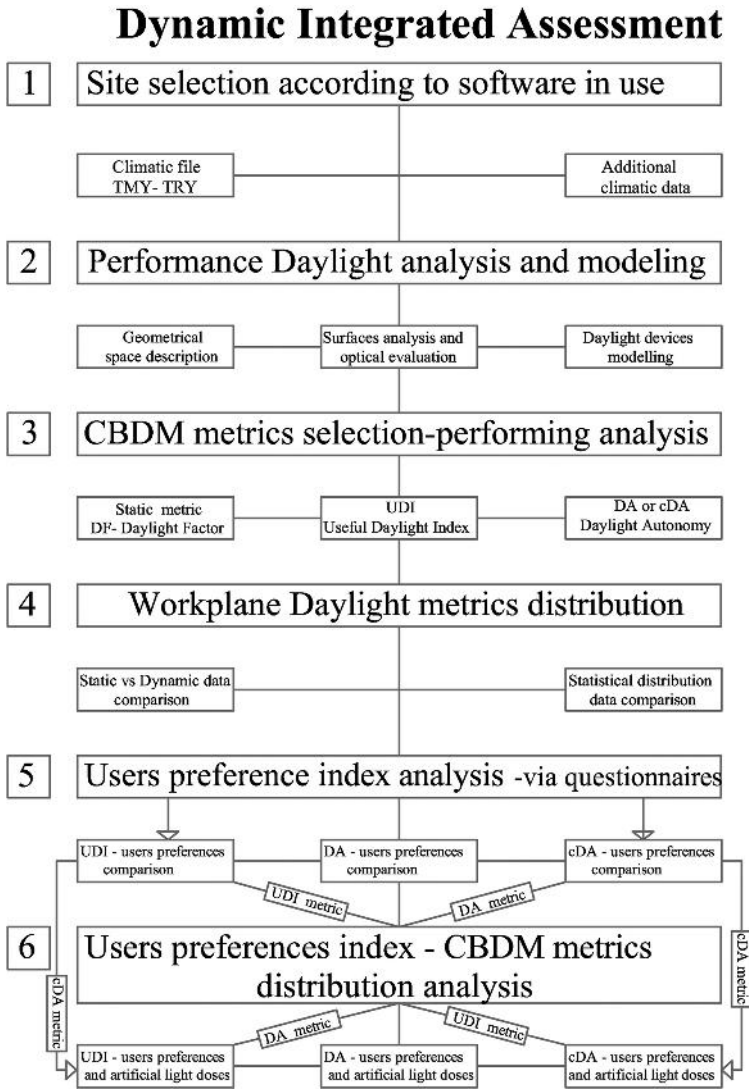 Dynamic Integrated Assessment
1
Site selection according to software in use
Climatic file
TMY- TRY
Additional
climatic data
2
Performance Daylight analysis and modeling
Geometrical
space description
Surfaces analysis and
optical evaluation
Daylight devices
modelling
3
CBDM metrics selection-performing analysis
Static metric
DF- Daylight Factor
UDI
Useful Daylight Index
DA or cDA
Daylight Autonomy
4
Workplane Daylight metrics distribution
Static vs Dynamic data
comparison
Statistical distribution
data comparison
5
Users preference index analysis -via questionnaires
UDI - users preferences
comparison
DA - users preferences
comparison
cDA - users preferences
comparison
UDI metric
DA metric
6
Users preferences index - CBDM metrics
distribution analysis
cDA metric
cDA metric
DA metric
UDI metric
UDI - users preferences
and artificial light doses
DA - users preferences
and artificial light doses
cDA - users preferences
and artificial light doses